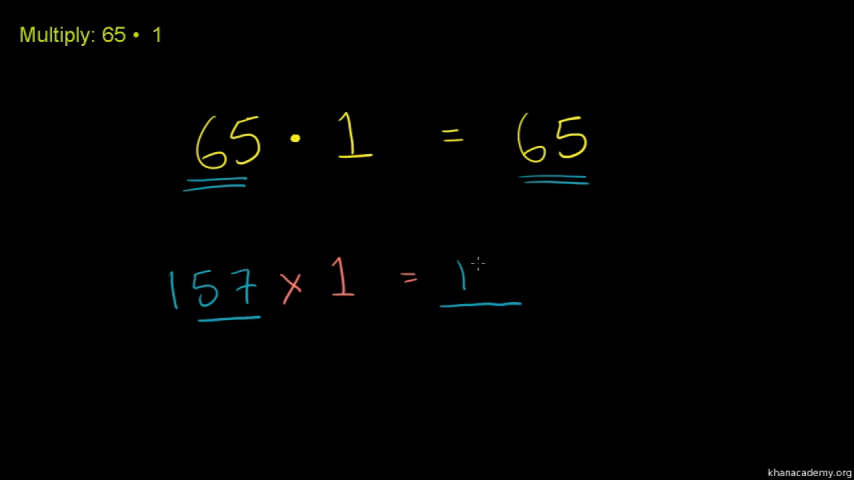 Multiply: 65 • 1
65 • 1 = 65
157 x 1 = 1
khanacademy.org